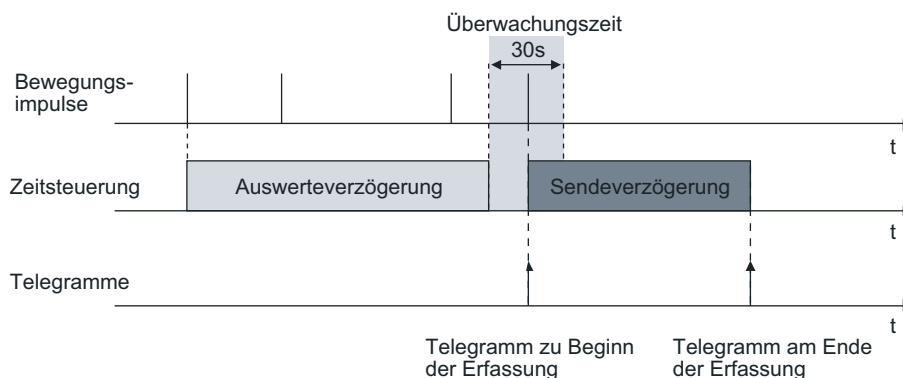 Überwachungszeit
30s
Bewegungs-
impulse
t
Zeitsteuerung
Auswerteverzögerung
Sendeverzögerung
t
Telegramme
t
Telegramm zu Beginn
der Erfassung
Telegramm am Ende
der Erfassung